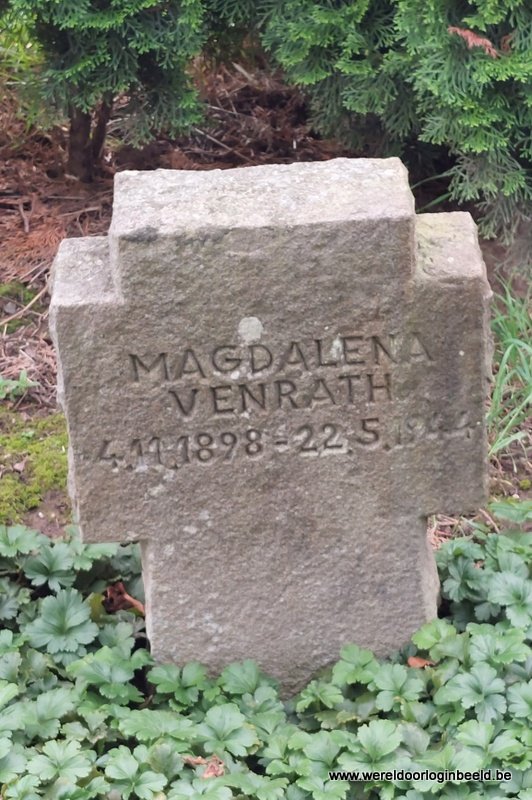 MAGDALENA
VENRATH
4.11.1898 - 22.5.1944
www.wereldoorloginbeeld.be